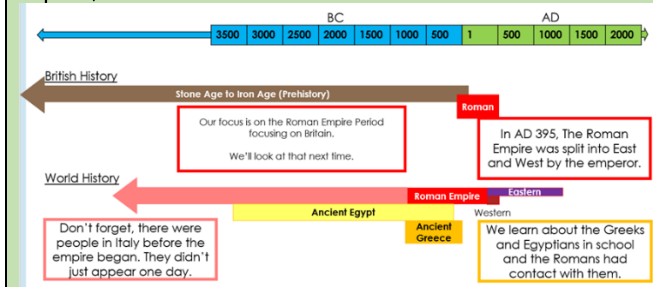 BC AD
3500 3000 2500 2000 1500 1000 500 1 500 1000 1500 2000
British History
Stone Age to Iron Age (Prehistory)
Roman
Our focus is on the Roman Empire Period
focusing on Britain.
We'll look at that next time.
In AD 395, The Roman
Empire was split into East
and West by the emperor.
World History
Roman Empire
Eastern
Ancient Egypt
Western
Ancient
Greece
Don't forget, there were
people in Italy before the
empire began. They didn't
just appear one day.
We learn about the Greeks
and Egyptians in school
and the Romans had
contact with them.